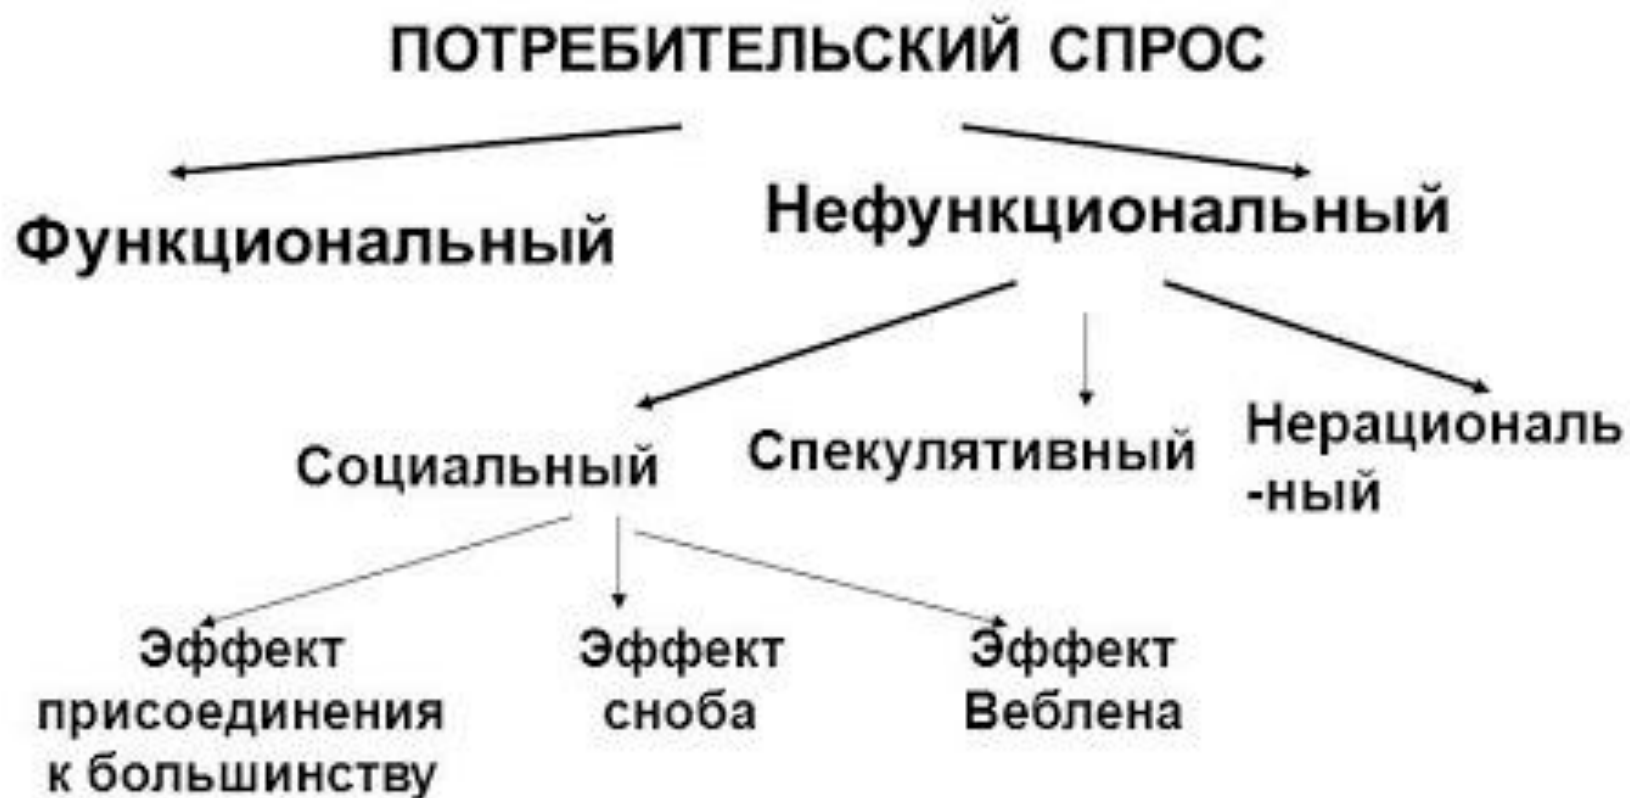 ПОТРЕБИТЕЛЬСКИЙ СПРОС
Функциональный
Нефункциональный
Социальный
Спекулятивный
Нерациональ
-ный
Эффект
присоединения
к большинству
Эффект
сноба
Эффект
Веблена